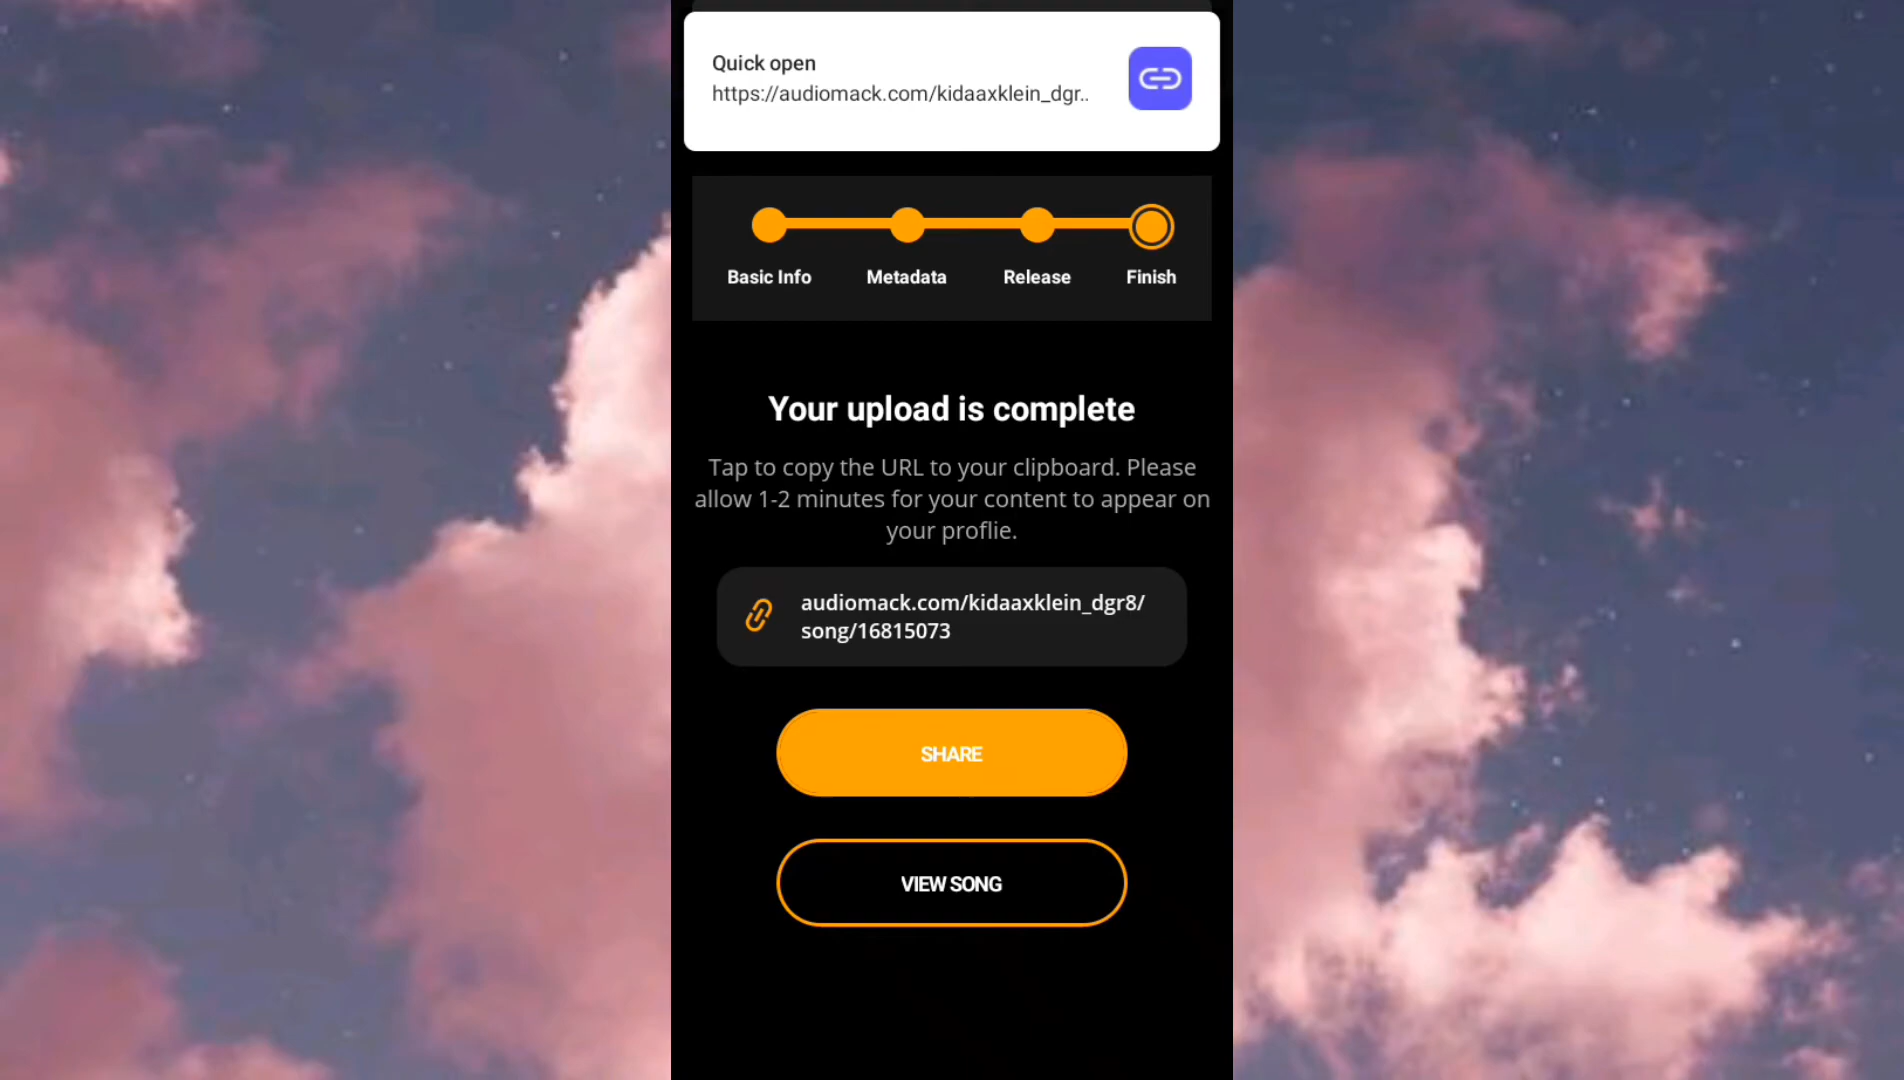 Quick open
https://audiomack.com/kidaaxklein_dgr..
Basic Info
Metadata
Release
Finish
Your upload is complete
Tap to copy the URL to your clipboard. Please
allow 1-2 minutes for your content to appear on
your proflie.
audiomack.com/kidaaxklein_dgr8/
song/16815073
SHARE
VIEW SONG